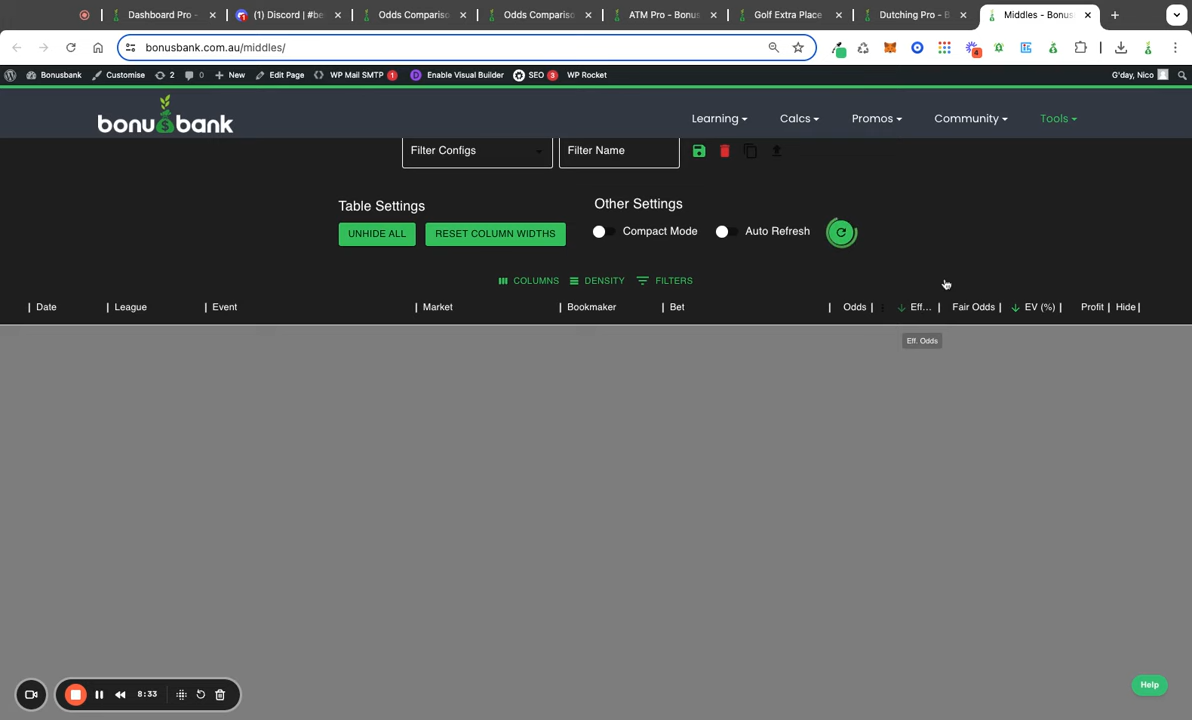 Dashboard Pro -
(1) Discord | #be
Odds Compariso
Odds Compariso
ATM Pro - Bonus
Golf Extra Place
Dutching Pro - B
Middles - Bonus
bonusbank.com.au/middles/
4
Bonusbank
Customise
2
0
New
Edit Page
WP Mail SMTP 1
Enable Visual Builder
SEO 3
WP Rocket
G'day, Nico
bonusbank
Learning
Calcs
Promos
Community
Tools
Filter Configs
Filter Name
Table Settings
Other Settings
UNHIDE ALL
RESET COLUMN WIDTHS
Compact Mode
Auto Refresh
COLUMNS
DENSITY
FILTERS
Date
League
Event
Market
Bookmaker
Bet
Odds
Eff...
Fair Odds
EV (%)
Profit
Hide
Eff. Odds
8:33
Help